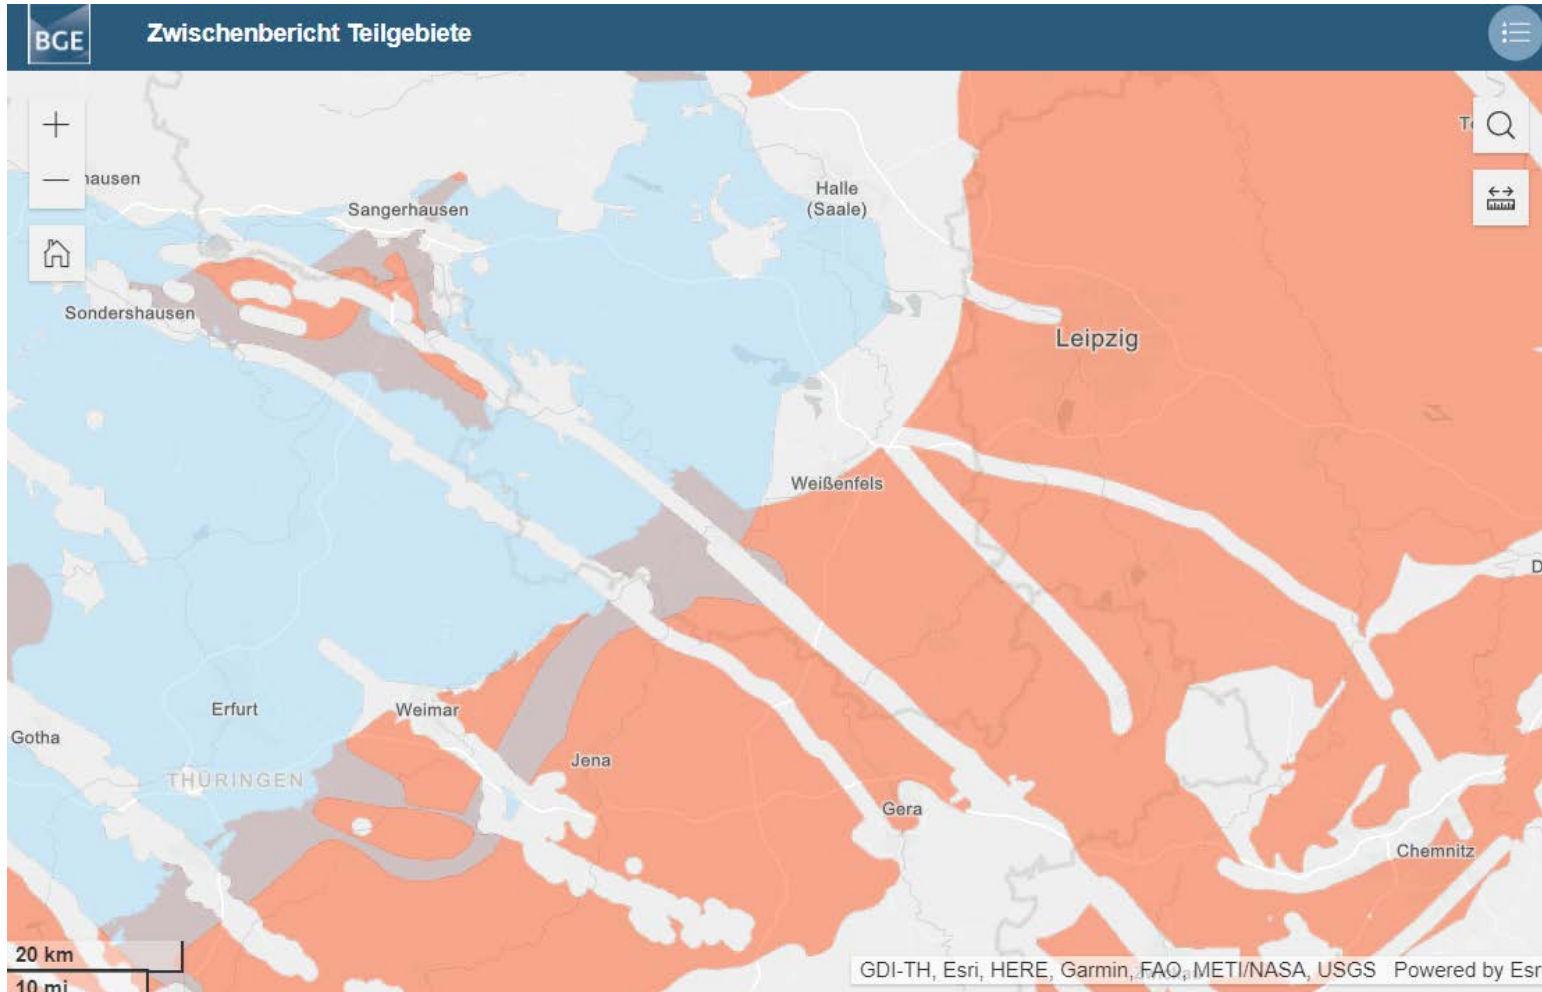 BGE
Zwischenbericht Teilgebiete
hausen
Sangerhausen
Halle
(Saale)
Sondershausen
Leipzig
Weißenfels
Erfurt
Weimar
Gotha
THÜRINGEN
Jena
Gera
Chemnitz
20 km
10 mi
GDI-TH, Esri, HERE, Garmin, FAO, METI/NASA, USGS Powered by Esr